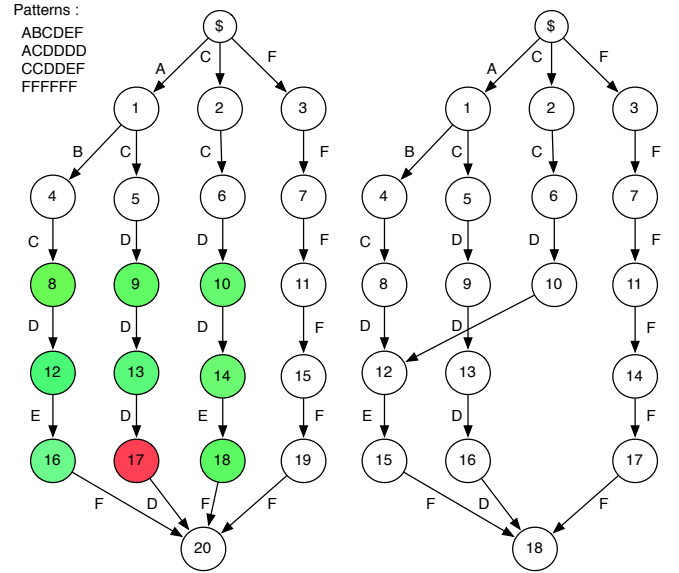 Patterns :
ABCDEF
ACDDDD
CCDDEF
FFFFFF
$
A
C
F
1
2
3
B
C
C
F
4
5
6
7
C
D
D
F
8
9
10
11
D
D
D
F
12
13
14
15
E
D
E
F
16
17
18
19
F
D
F
F
20
$
A
C
F
1
2
3
B
C
C
F
4
5
6
7
C
D
D
F
8
9
10
11
D
D
F
12
13
14
E
D
F
15
16
17
F
D
F
18